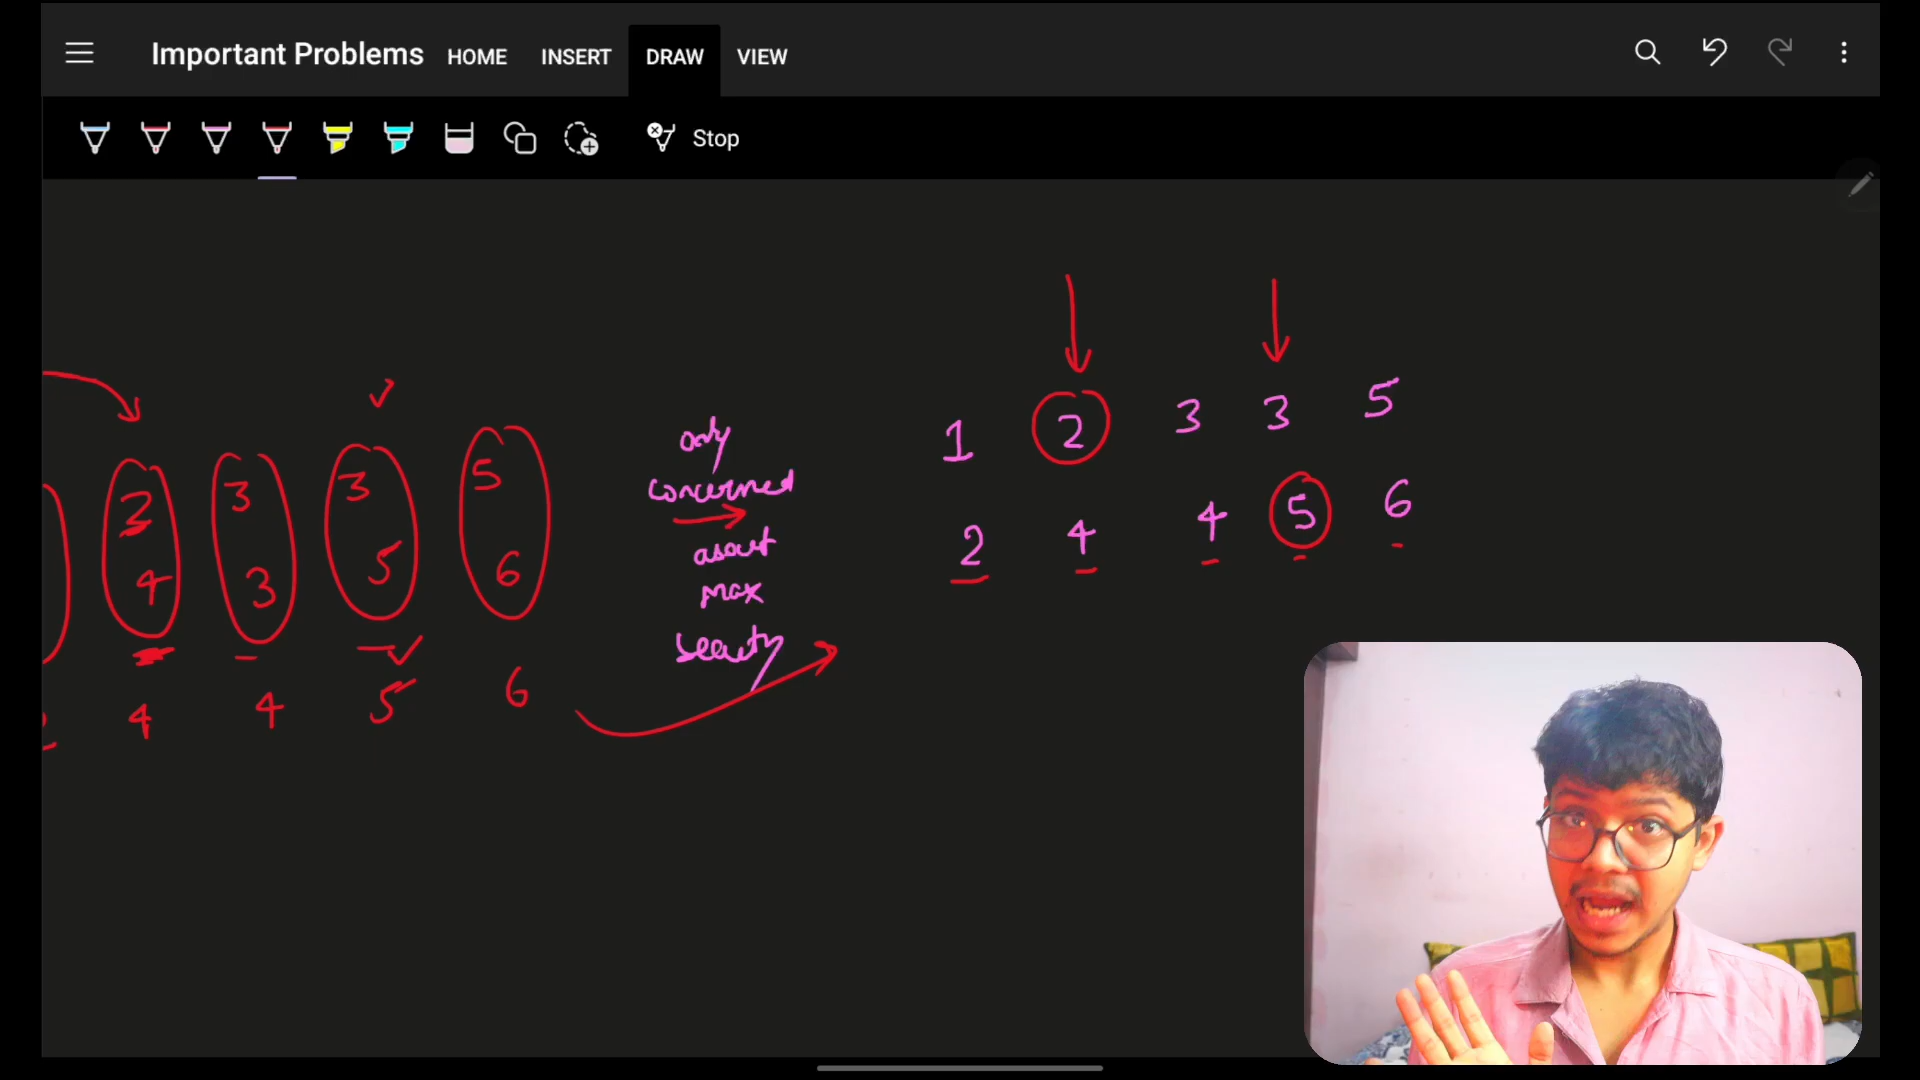 Important Problems HOME INSERT DRAW VIEW
Stop
2 3 3 5
4 3 5 6
4 4 5 6
only
concerned
about
max
beauty
1 2 3 3 5
2 4 4 5 6